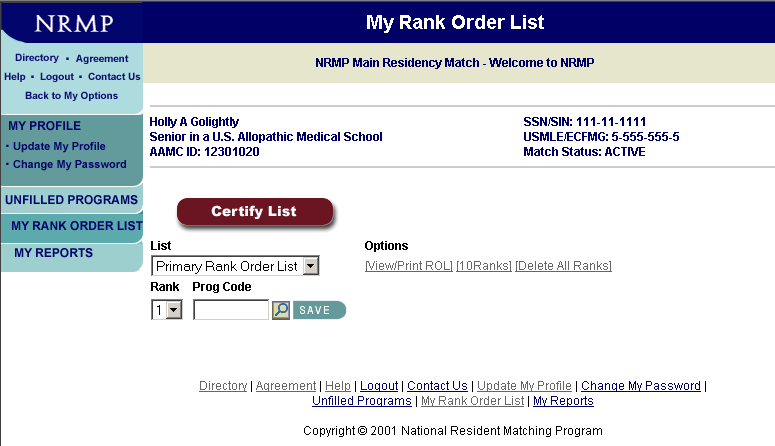 NRMP
My Rank Order List
Directory ▪ Agreement
Help ▪ Logout ▪ Contact Us
Back to My Options
NRMP Main Residency Match - Welcome to NRMP
MY PROFILE
• Update My Profile
• Change My Password
UNFILLED PROGRAMS
MY RANK ORDER LIST
MY REPORTS
Holly A Golightly
Senior in a U.S. Allopathic Medical School
AAMC ID: 12301020
SSN/SIN: 111-11-1111
USMLE/ECFMG: 5-555-555-5
Match Status: ACTIVE
Certify List
List
Primary Rank Order List
Options
[View/Print ROL] [10Ranks] [Delete All Ranks]
Rank Prog Code
1 SAVE
Directory | Agreement | Help | Logout | Contact Us | Update My Profile | Change My Password |
Unfilled Programs | My Rank Order List | My Reports
Copyright © 2001 National Resident Matching Program